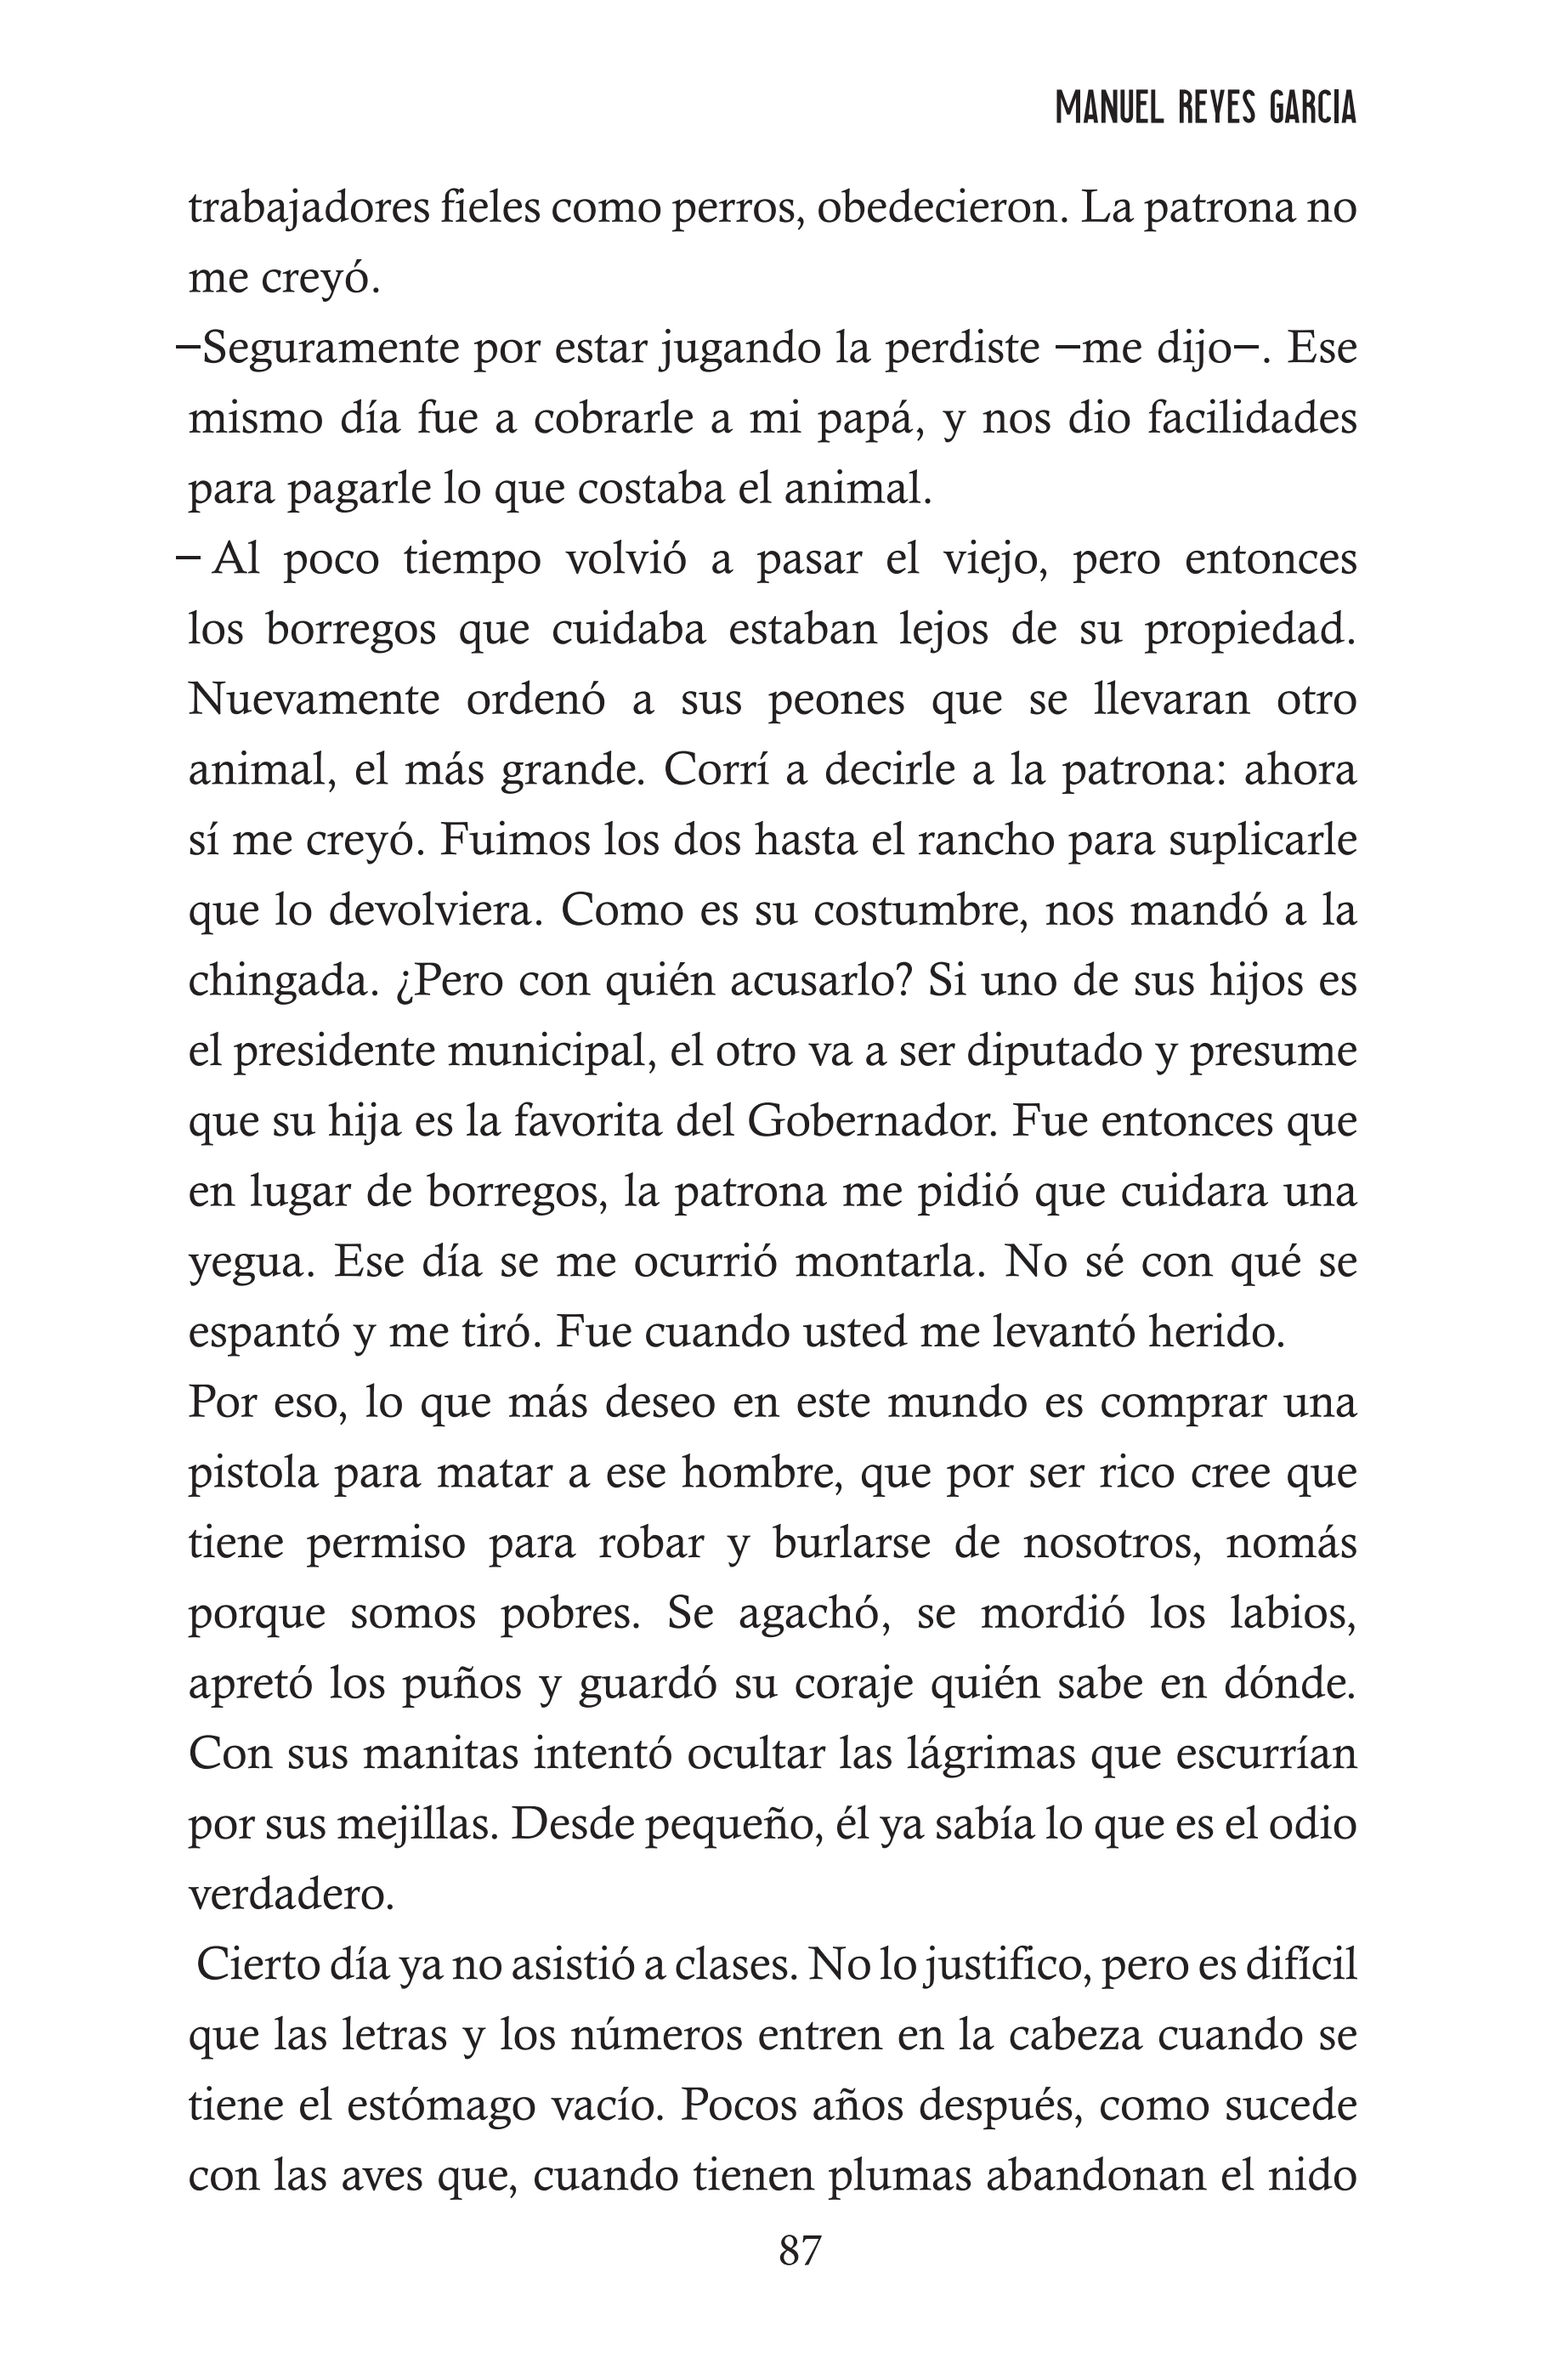 MANUEL REYES GARCIA
trabajadores fieles como perros, obedecieron. La patrona no
me creyó.
–Seguramente por estar jugando la perdiste –me dijo–. Ese
mismo día fue a cobrarle a mi papá, y nos dio facilidades
para pagarle lo que costaba el animal.
– Al poco tiempo volvió a pasar el viejo, pero entonces
los borregos que cuidaba estaban lejos de su propiedad.
Nuevamente ordenó a sus peones que se llevaran otro
animal, el más grande. Corrí a decirle a la patrona: ahora
sí me creyó. Fuimos los dos hasta el rancho para suplicarle
que lo devolviera. Como es su costumbre, nos mandó a la
chingada. ¿Pero con quién acusarlo? Si uno de sus hijos es
el presidente municipal, el otro va a ser diputado y presume
que su hija es la favorita del Gobernador. Fue entonces que
en lugar de borregos, la patrona me pidió que cuidara una
yegua. Ese día se me ocurrió montarla. No sé con qué se
espantó y me tiró. Fue cuando usted me levantó herido.
Por eso, lo que más deseo en este mundo es comprar una
pistola para matar a ese hombre, que por ser rico cree que
tiene permiso para robar y burlarse de nosotros, nomás
porque somos pobres. Se agachó, se mordió los labios,
apretó los puños y guardó su coraje quién sabe en dónde.
Con sus manitas intentó ocultar las lágrimas que escurrían
por sus mejillas. Desde pequeño, él ya sabía lo que es el odio
verdadero.
Cierto día ya no asistió a clases. No lo justifico, pero es difícil
que las letras y los números entren en la cabeza cuando se
tiene el estómago vacío. Pocos años después, como sucede
con las aves que, cuando tienen plumas abandonan el nido
87